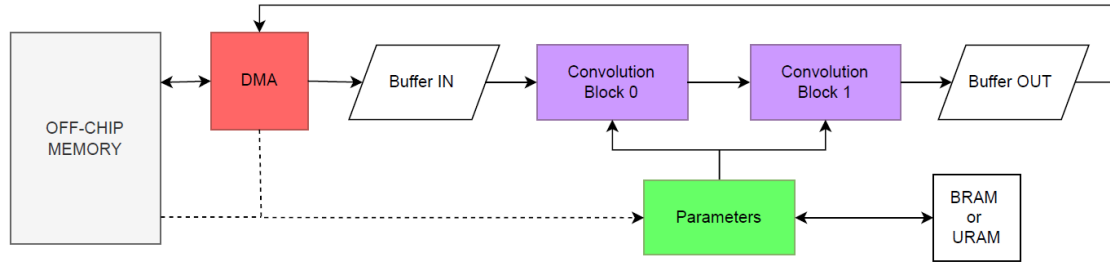 OFF-CHIP
MEMORY
DMA
Buffer IN
Convolution
Block 0
Convolution
Block 1
Buffer OUT
Parameters
BRAM
or
URAM